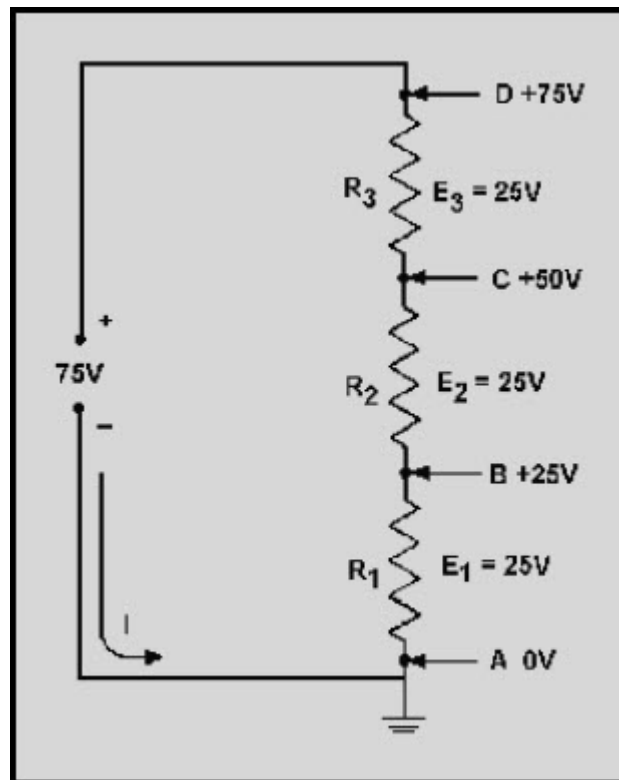 D +75V
R3 E3 = 25V
C +50V
+
75V
R2 E2 = 25V
–
B +25V
R1 E1 = 25V
I
A 0V